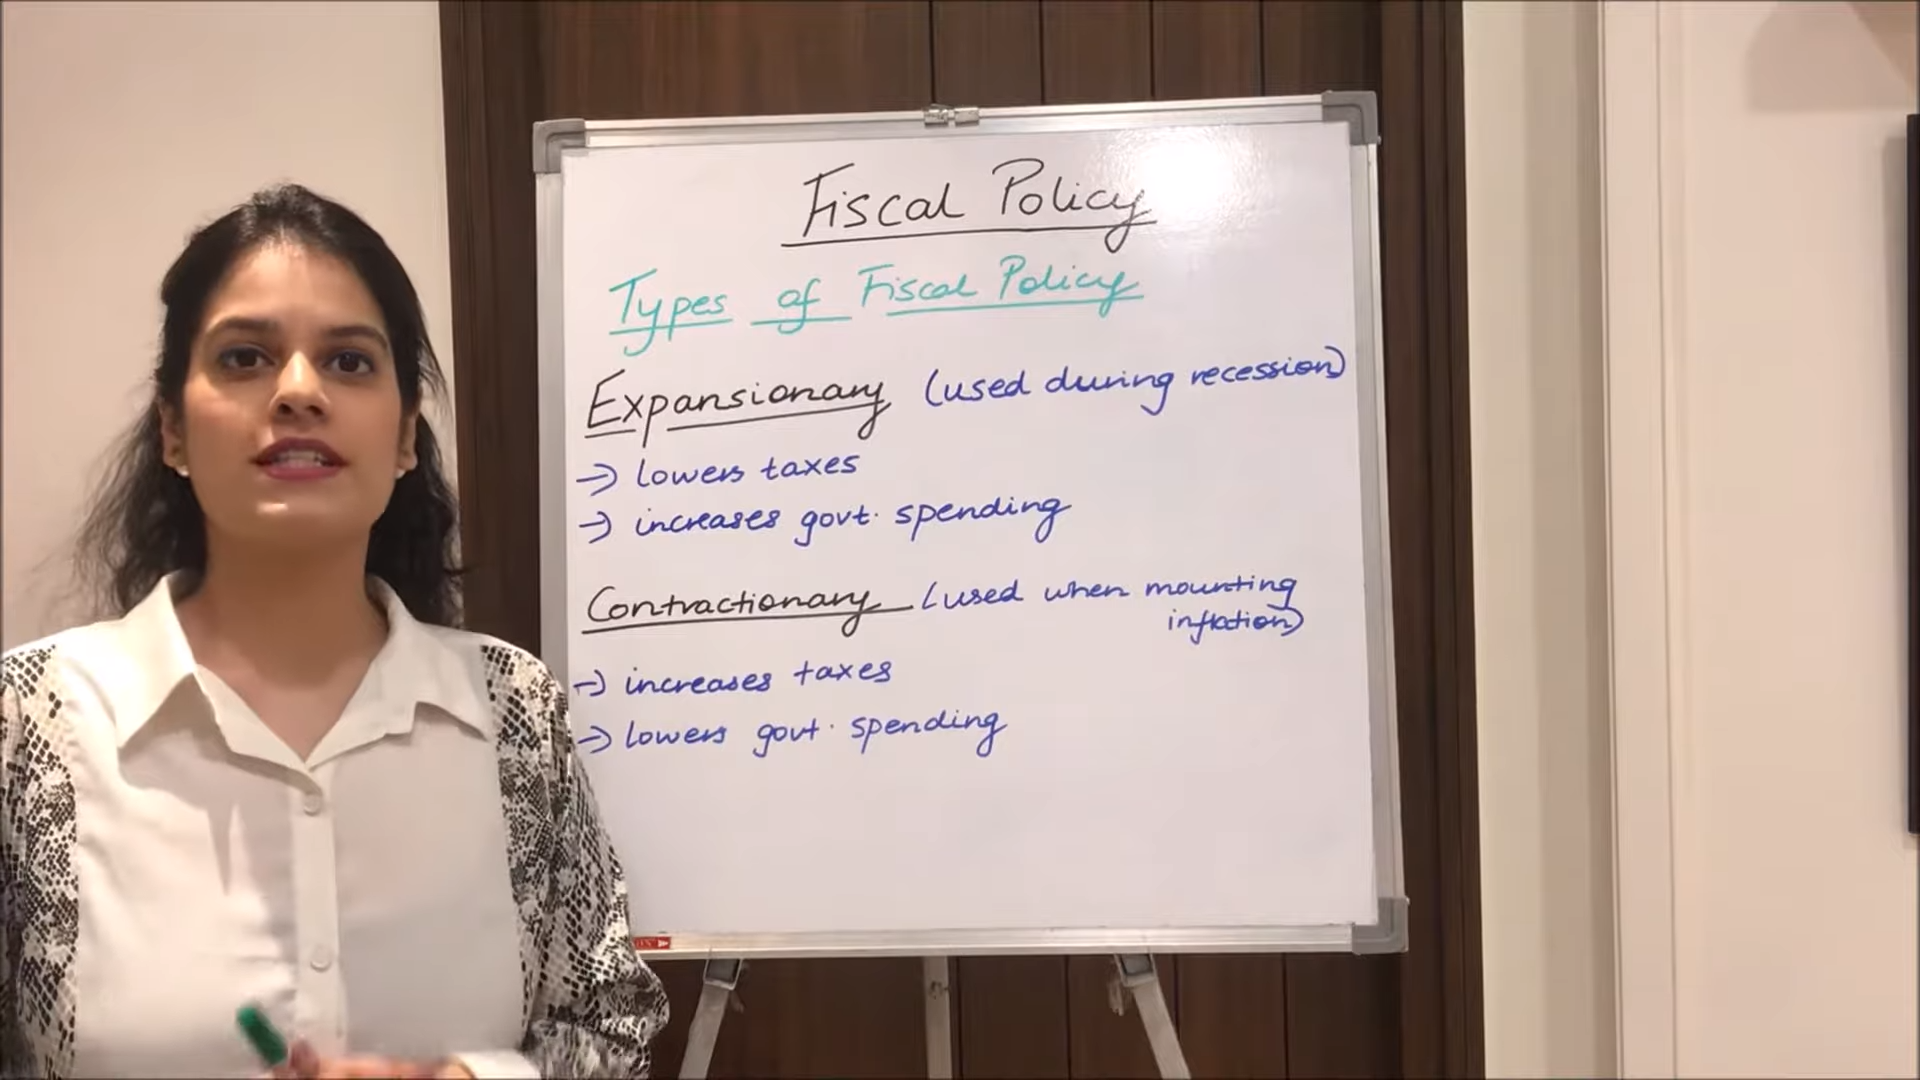 Fiscal Policy
Types of Fiscal Policy
Expansionary (used during recession)
→ lowers taxes
→ increases govt. spending
Contractionary (used when mounting
inflation)
→ increases taxes
→ lowers govt. spending